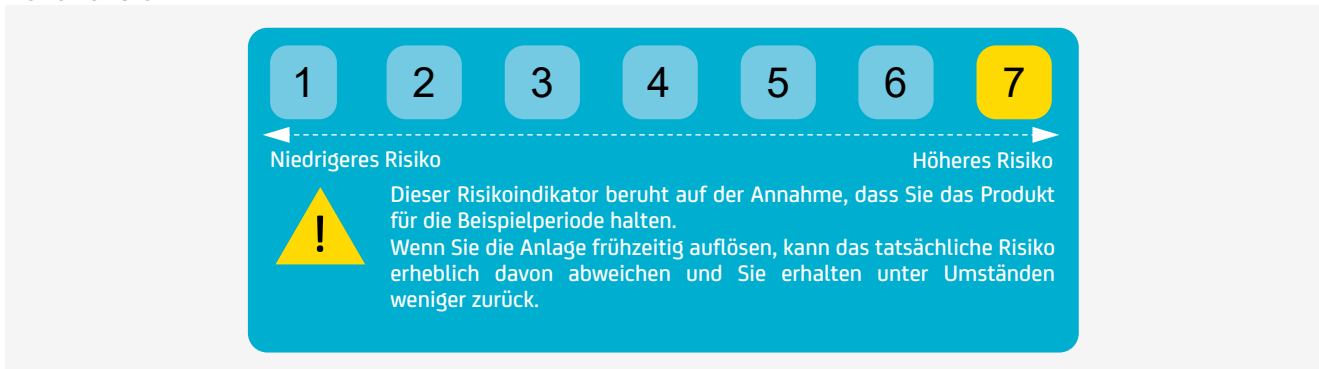 1 2 3 4 5 6 7
Niedrigeres Risiko Höheres Risiko
Dieser Risikoindikator beruht auf der Annahme, dass Sie das Produkt
für die Beispielperiode halten.
!
Wenn Sie die Anlage frühzeitig auflösen, kann das tatsächliche Risiko
erheblich davon abweichen und Sie erhalten unter Umständen
weniger zurück.